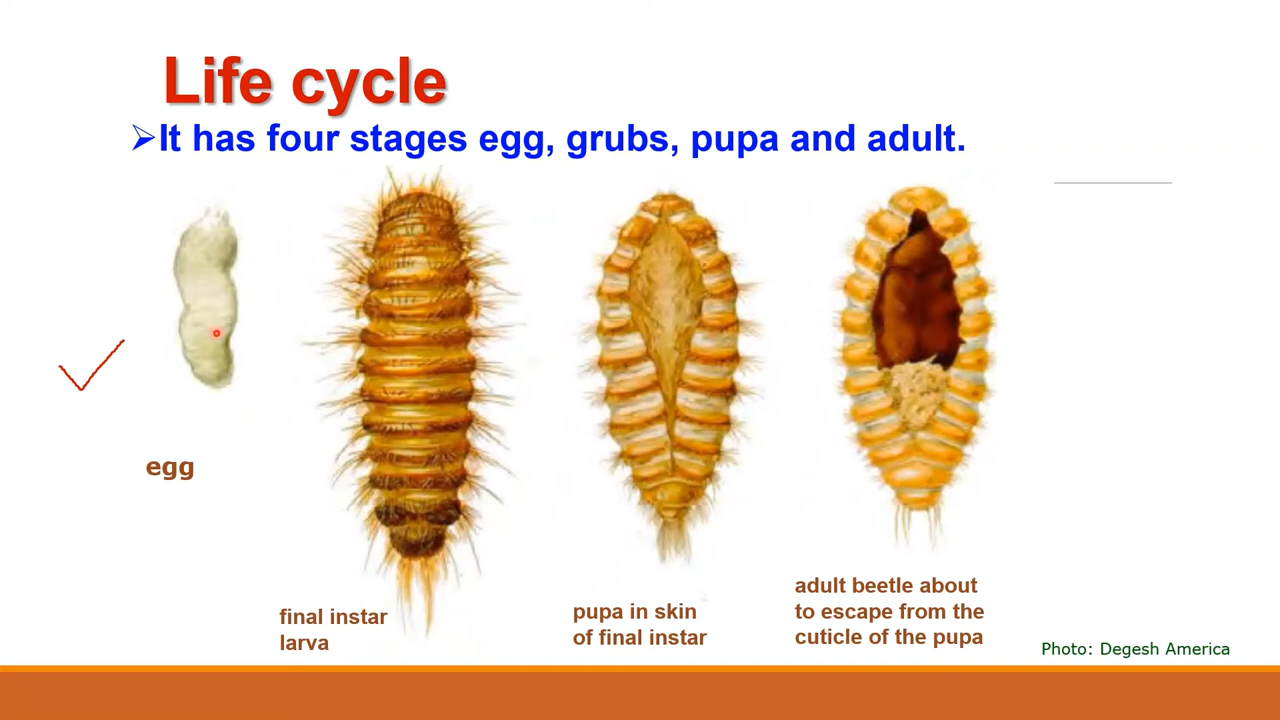 Life cycle
It has four stages egg, grubs, pupa and adult.
egg
final instar
larva
pupa in skin
of final instar
adult beetle about
to escape from the
cuticle of the pupa
Photo: Degesh America